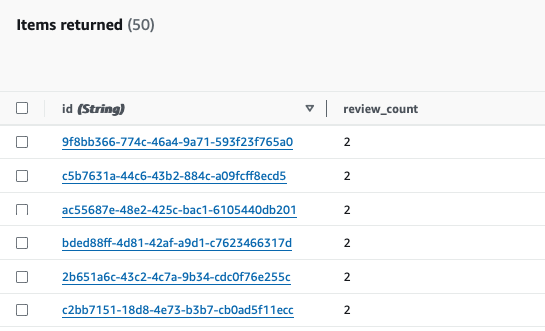 Items returned (50)
id (String) review_count
9f8bb366-774c-46a4-9a71-593f23f765a0 2
c5b7631a-44c6-43b2-884c-a09fcff8ecd5 2
ac55687e-48e2-425c-bac1-6105440db201 2
bded88ff-4d81-42af-a9d1-c7623466317d 2
2b651a6c-43c2-4c7a-9b34-cdc0f76e255c 2
c2bb7151-18d8-4e73-b3b7-cb0ad5f11ecc 2